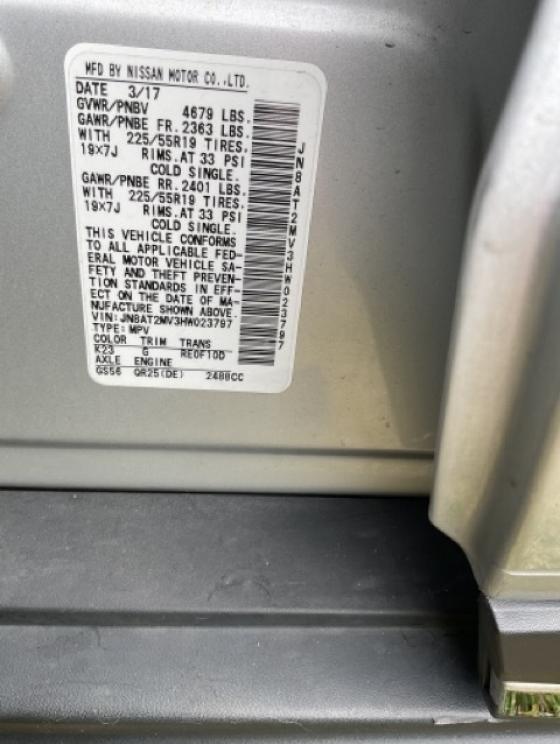 MFD BY NISSAN MOTOR CO.,LTD.
DATE 3/17
GVWR/PNBV 4679 LBS.
GAWR/PNBE FR. 2363 LBS.
WITH 225/55R19 TIRES.
19X7J RIMS.AT 33 PSI
COLD SINGLE.
GAWR/PNBE RR. 2401 LBS.
WITH 225/55R19 TIRES.
19X7J RIMS.AT 33 PSI
COLD SINGLE.
THIS VEHICLE CONFORMS
TO ALL APPLICABLE FED-
ERAL MOTOR VEHICLE SA-
FETY AND THEFT PREVEN-
TION STANDARDS IN EFF-
ECT ON THE DATE OF MA-
NUFACTURE SHOWN ABOVE.
VIN:JN8AT2MV3HW023797
TYPE:MPV
COLOR TRIM TRANS
K23 G RE0F10D
AXLE ENGINE
GS56 QR25(DE) 2488CC
JN8AT2MV3HW023797